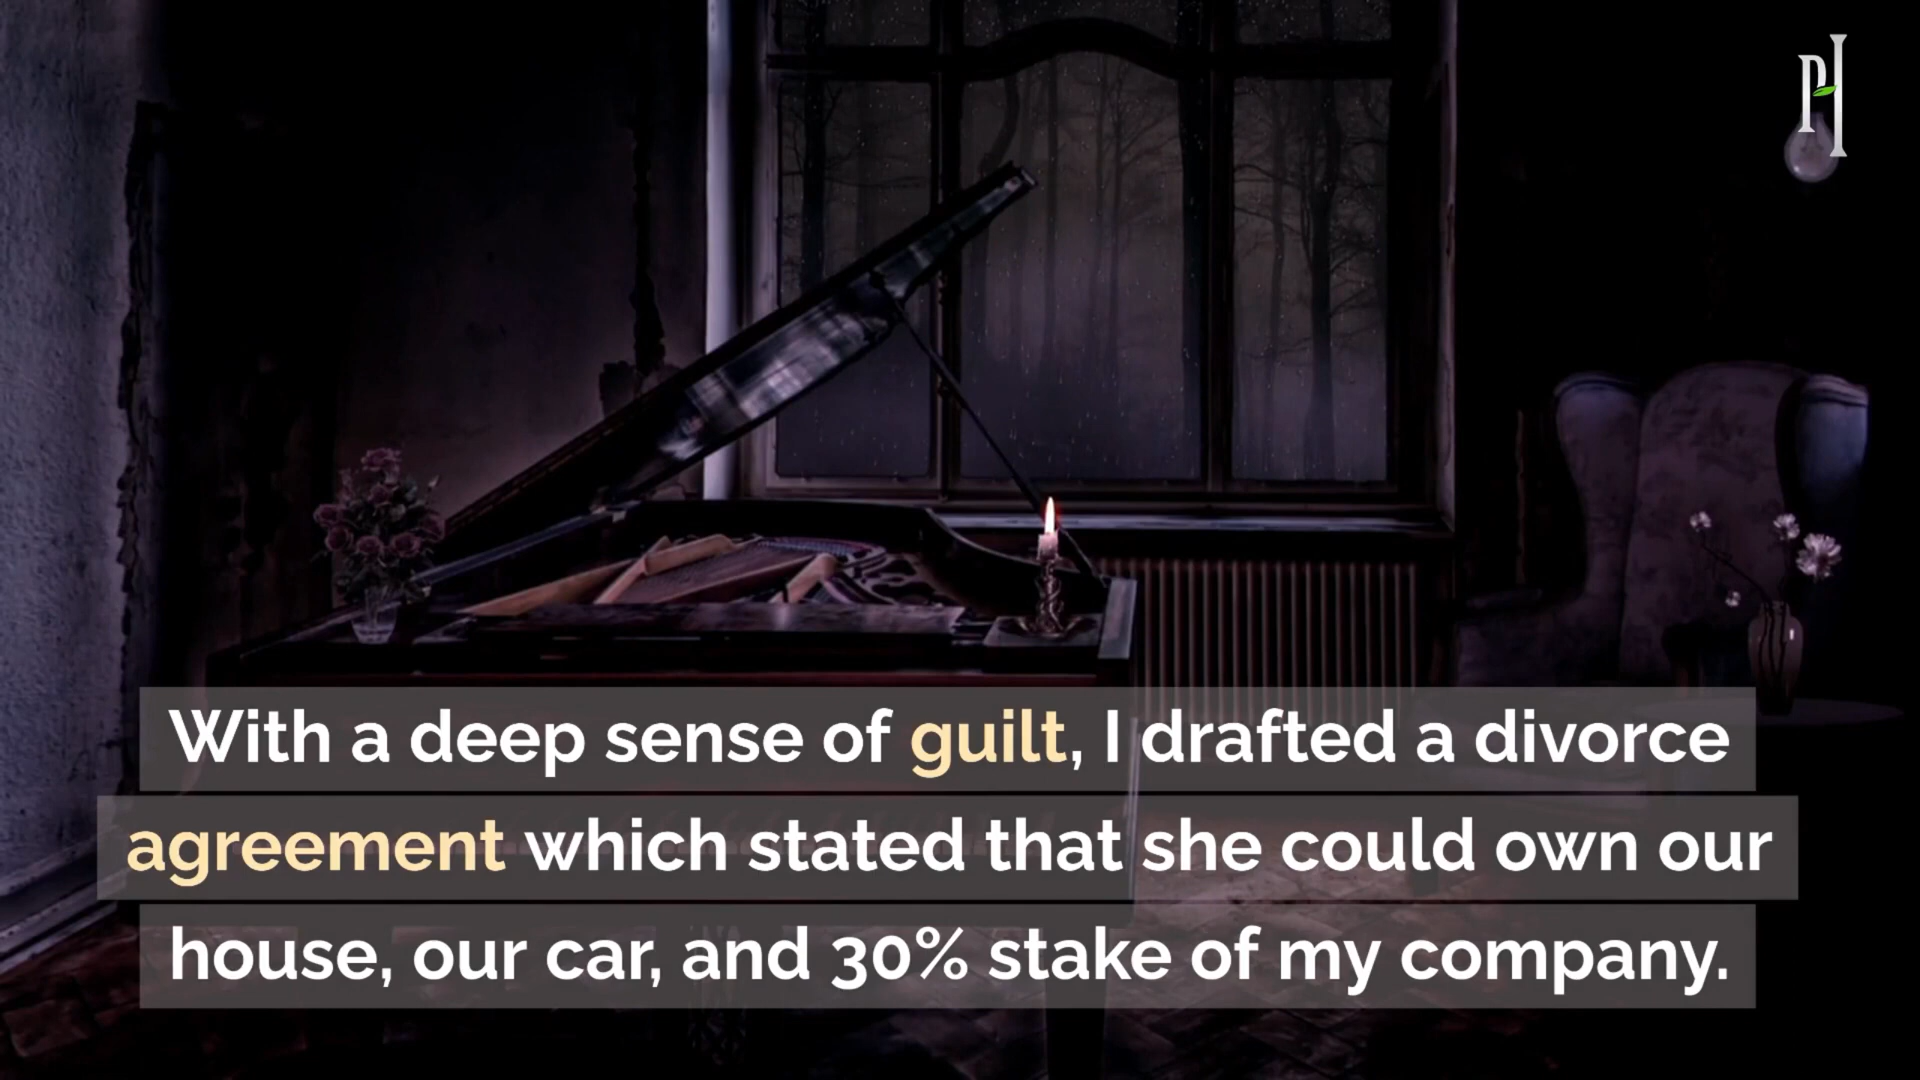 PI
With a deep sense of guilt, I drafted a divorce
agreement which stated that she could own our
house, our car, and 30% stake of my company.